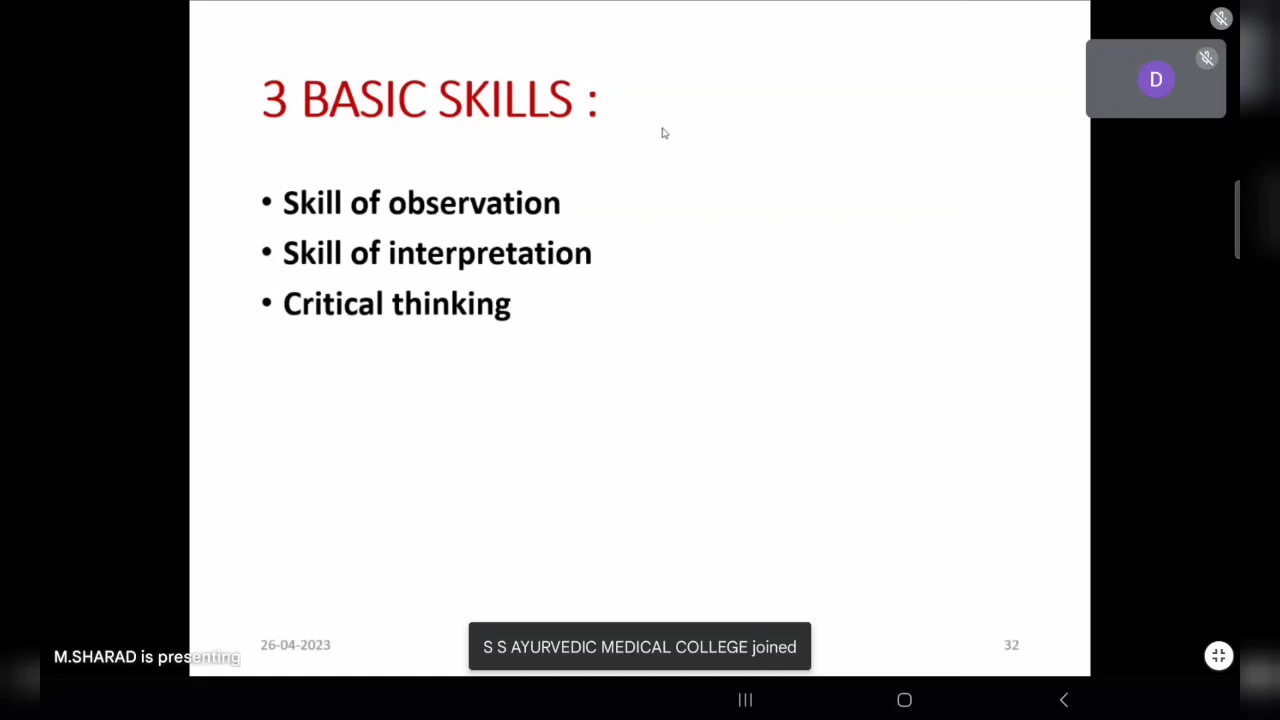 3 BASIC SKILLS :
D
• Skill of observation
• Skill of interpretation
• Critical thinking
26-04-2023
S S AYURVEDIC MEDICAL COLLEGE joined
32
M.SHARAD is presenting